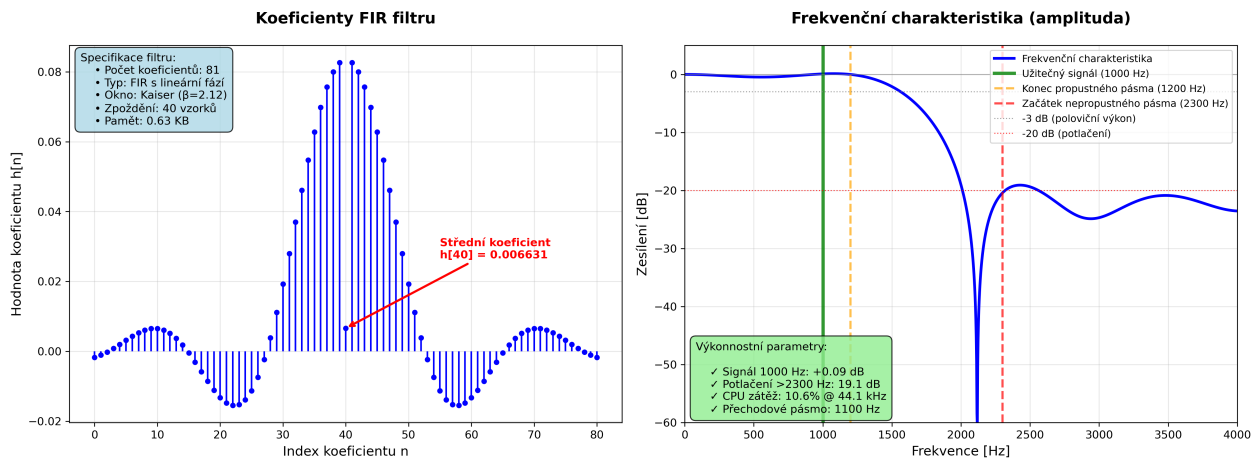 Koeficienty FIR filtru
Specifikace filtru:
• Počet koeficientů: 81
• Typ: FIR s lineární fází
• Okno: Kaiser (β=2.12)
• Zpoždění: 40 vzorků
• Paměť: 0.63 KB
Střední koeficient
h[40] = 0.006631
Hodnota koeficientu h[n]
0.08
0.06
0.04
0.02
0.00
−0.02
0 10 20 30 40 50 60 70 80
Index koeficientu n
Frekvenční charakteristika (amplituda)
Frekvenční charakteristika
Užitečný signál (1000 Hz)
Konec propustného pásma (1200 Hz)
Začátek nepropustného pásma (2300 Hz)
-3 dB (poloviční výkon)
-20 dB (potlačení)
Zesílení [dB]
0
−10
−20
−30
−40
−50
−60
Výkonnostní parametry:
✓ Signál 1000 Hz: +0.09 dB
✓ Potlačení >2300 Hz: 19.1 dB
✓ CPU zátěž: 10.6% @ 44.1 kHz
✓ Přechodové pásmo: 1100 Hz
0 500 1000 1500 2000 2500 3000 3500 4000
Frekvence [Hz]